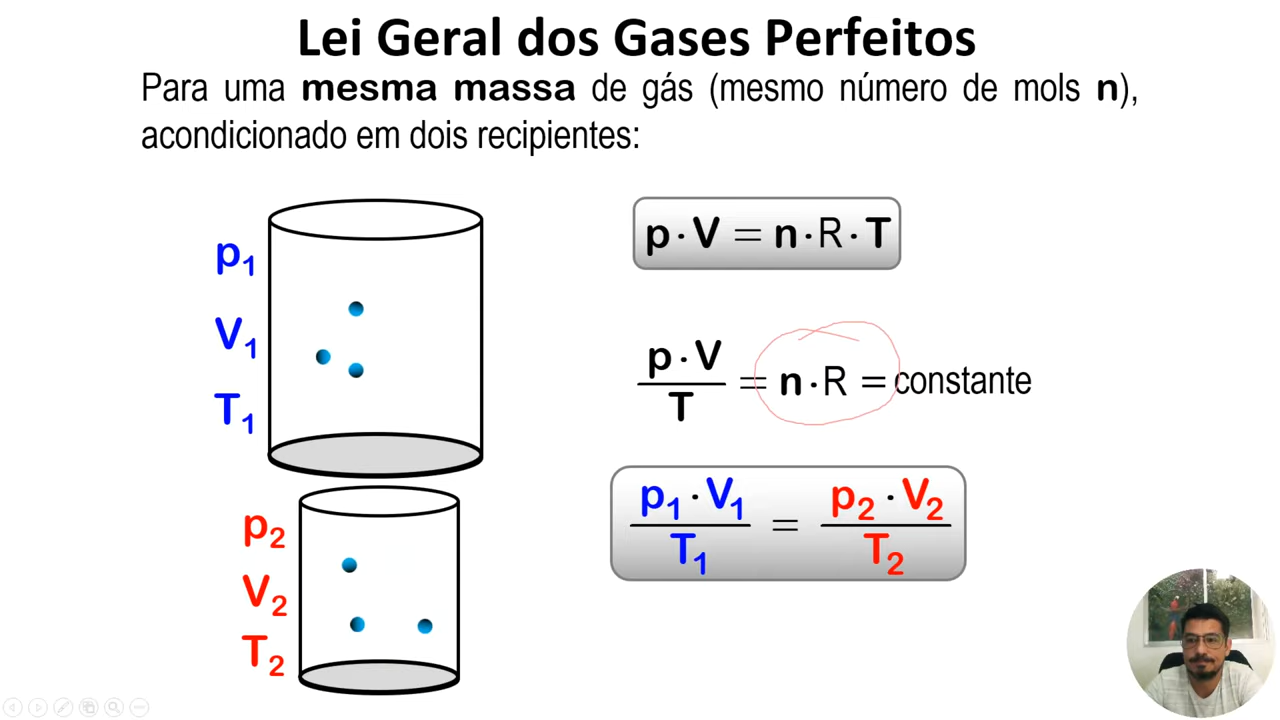 Lei Geral dos Gases Perfeitos
Para uma mesma massa de gás (mesmo número de mols n),
acondicionado em dois recipientes:
p₁
V₁
T₁
p · V = n · R · T
p · V / T = n · R = constante
p₁ · V₁ / T₁ = p₂ · V₂ / T₂
p₂
V₂
T₂